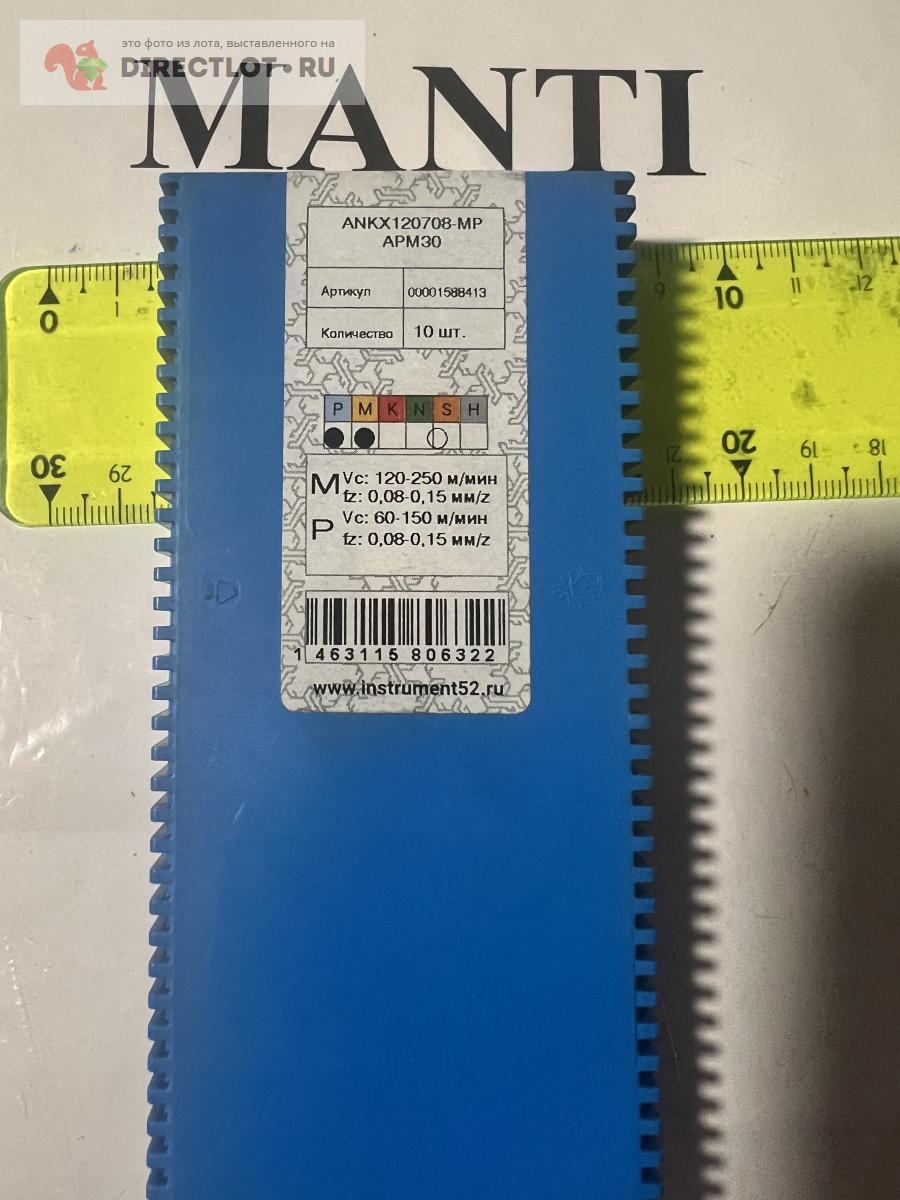 это фото из лота, выставленного на
DIRECTLOT.RU
MANTI
ANKX120708-MP
APM30
Артикул 00001588413
Количество 10 шт.
P M K N S H
M Vc: 120-250 м/мин
fz: 0,08-0,15 мм/z
P Vc: 60-150 м/мин
fz: 0,08-0,15 мм/z
1 463115 806322
www.instrument52.ru
0 1 9 10 11 12
30 29 21 20 19 18